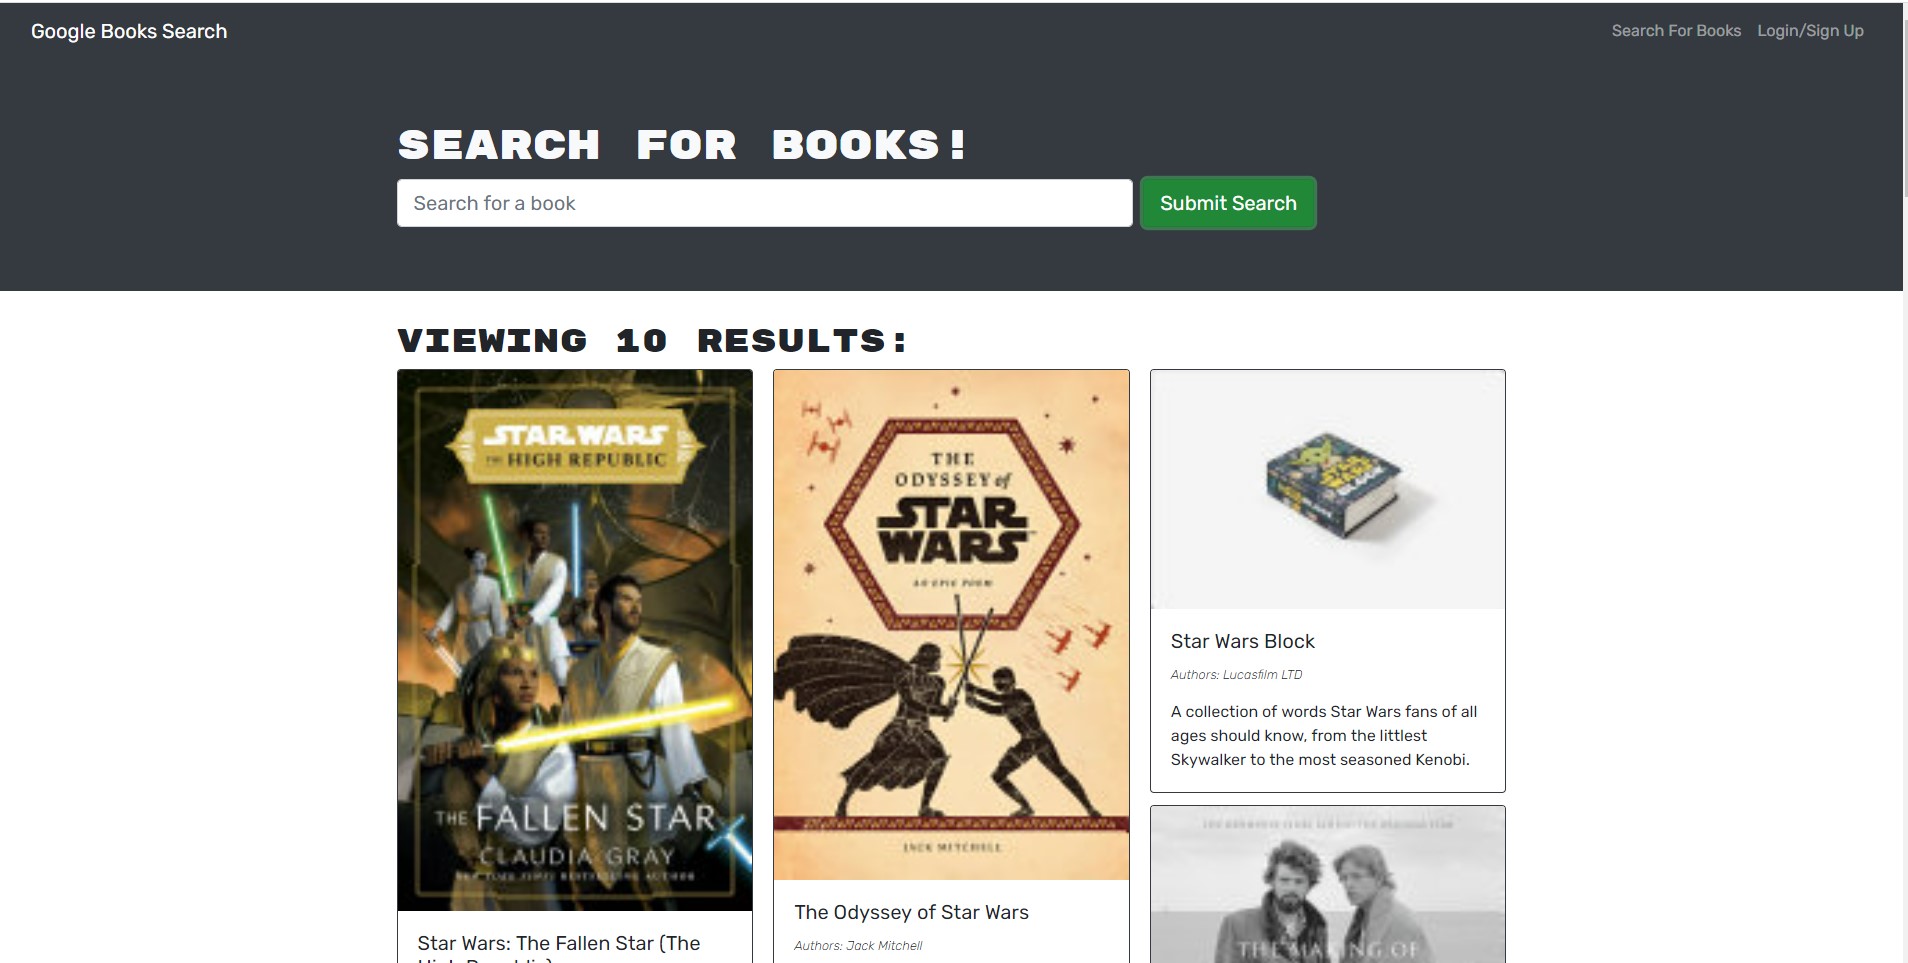 Google Books Search
Search For Books
Login/Sign Up
SEARCH FOR BOOKS!
Search for a book
Submit Search
VIEWING 10 RESULTS:
STAR WARS
THE HIGH REPUBLIC
THE FALLEN STAR
CLAUDIA GRAY
NEW YORK TIMES BESTSELLING AUTHOR
Star Wars: The Fallen Star (The
THE
ODYSSEY of
STAR
WARS
AN EPIC POEM
JACK MITCHELL
The Odyssey of Star Wars
Authors: Jack Mitchell
STAR
WARS
BLOCK
Star Wars Block
Authors: Lucasfilm LTD
A collection of words Star Wars fans of all
ages should know, from the littlest
Skywalker to the most seasoned Kenobi.
THE MAKING OF